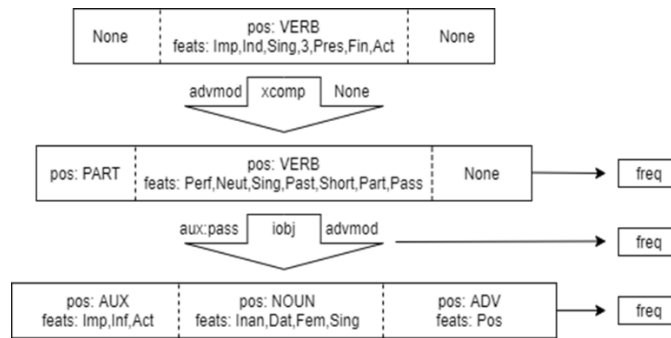 None
pos: VERB
feats: Imp,Ind,Sing,3,Pres,Fin,Act
None
advmod xcomp None
pos: PART
pos: VERB
feats: Perf,Neut,Sing,Past,Short,Part,Pass
None
freq
aux:pass iobj advmod
freq
pos: AUX
feats: Imp,Inf,Act
pos: NOUN
feats: Inan,Dat,Fem,Sing
pos: ADV
feats: Pos
freq